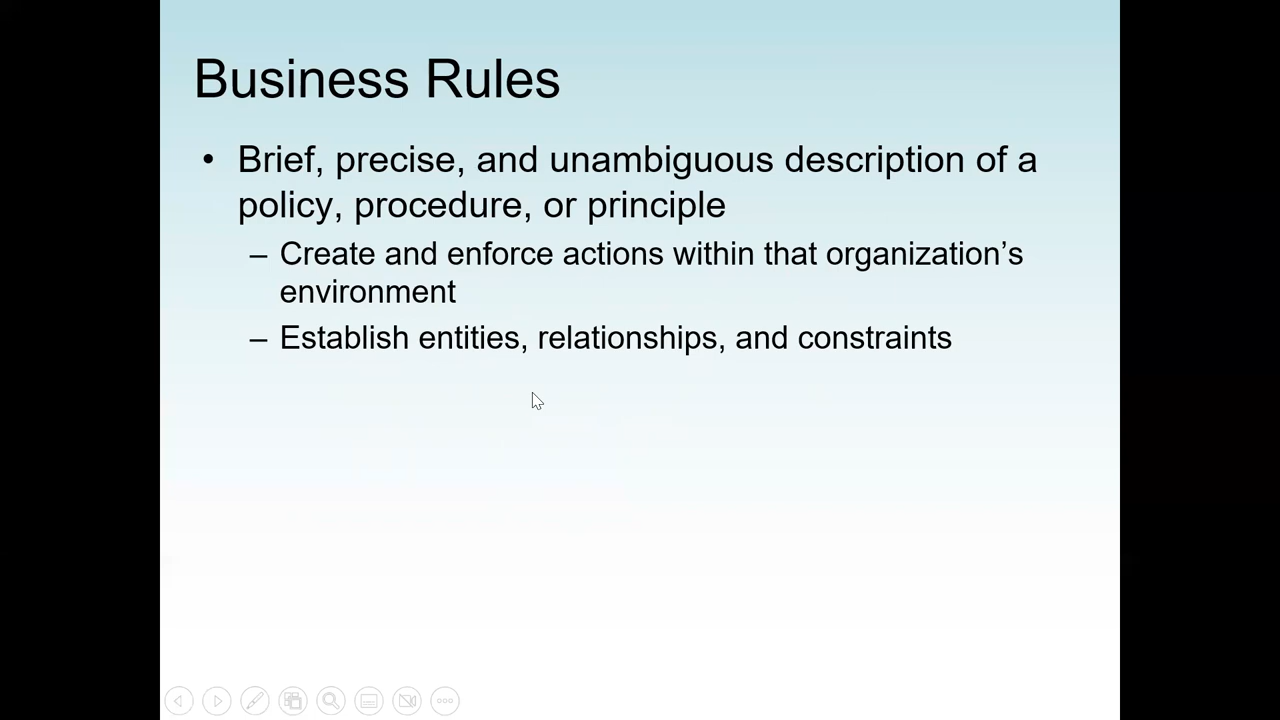 Business Rules
• Brief, precise, and unambiguous description of a
policy, procedure, or principle
– Create and enforce actions within that organization’s
environment
– Establish entities, relationships, and constraints